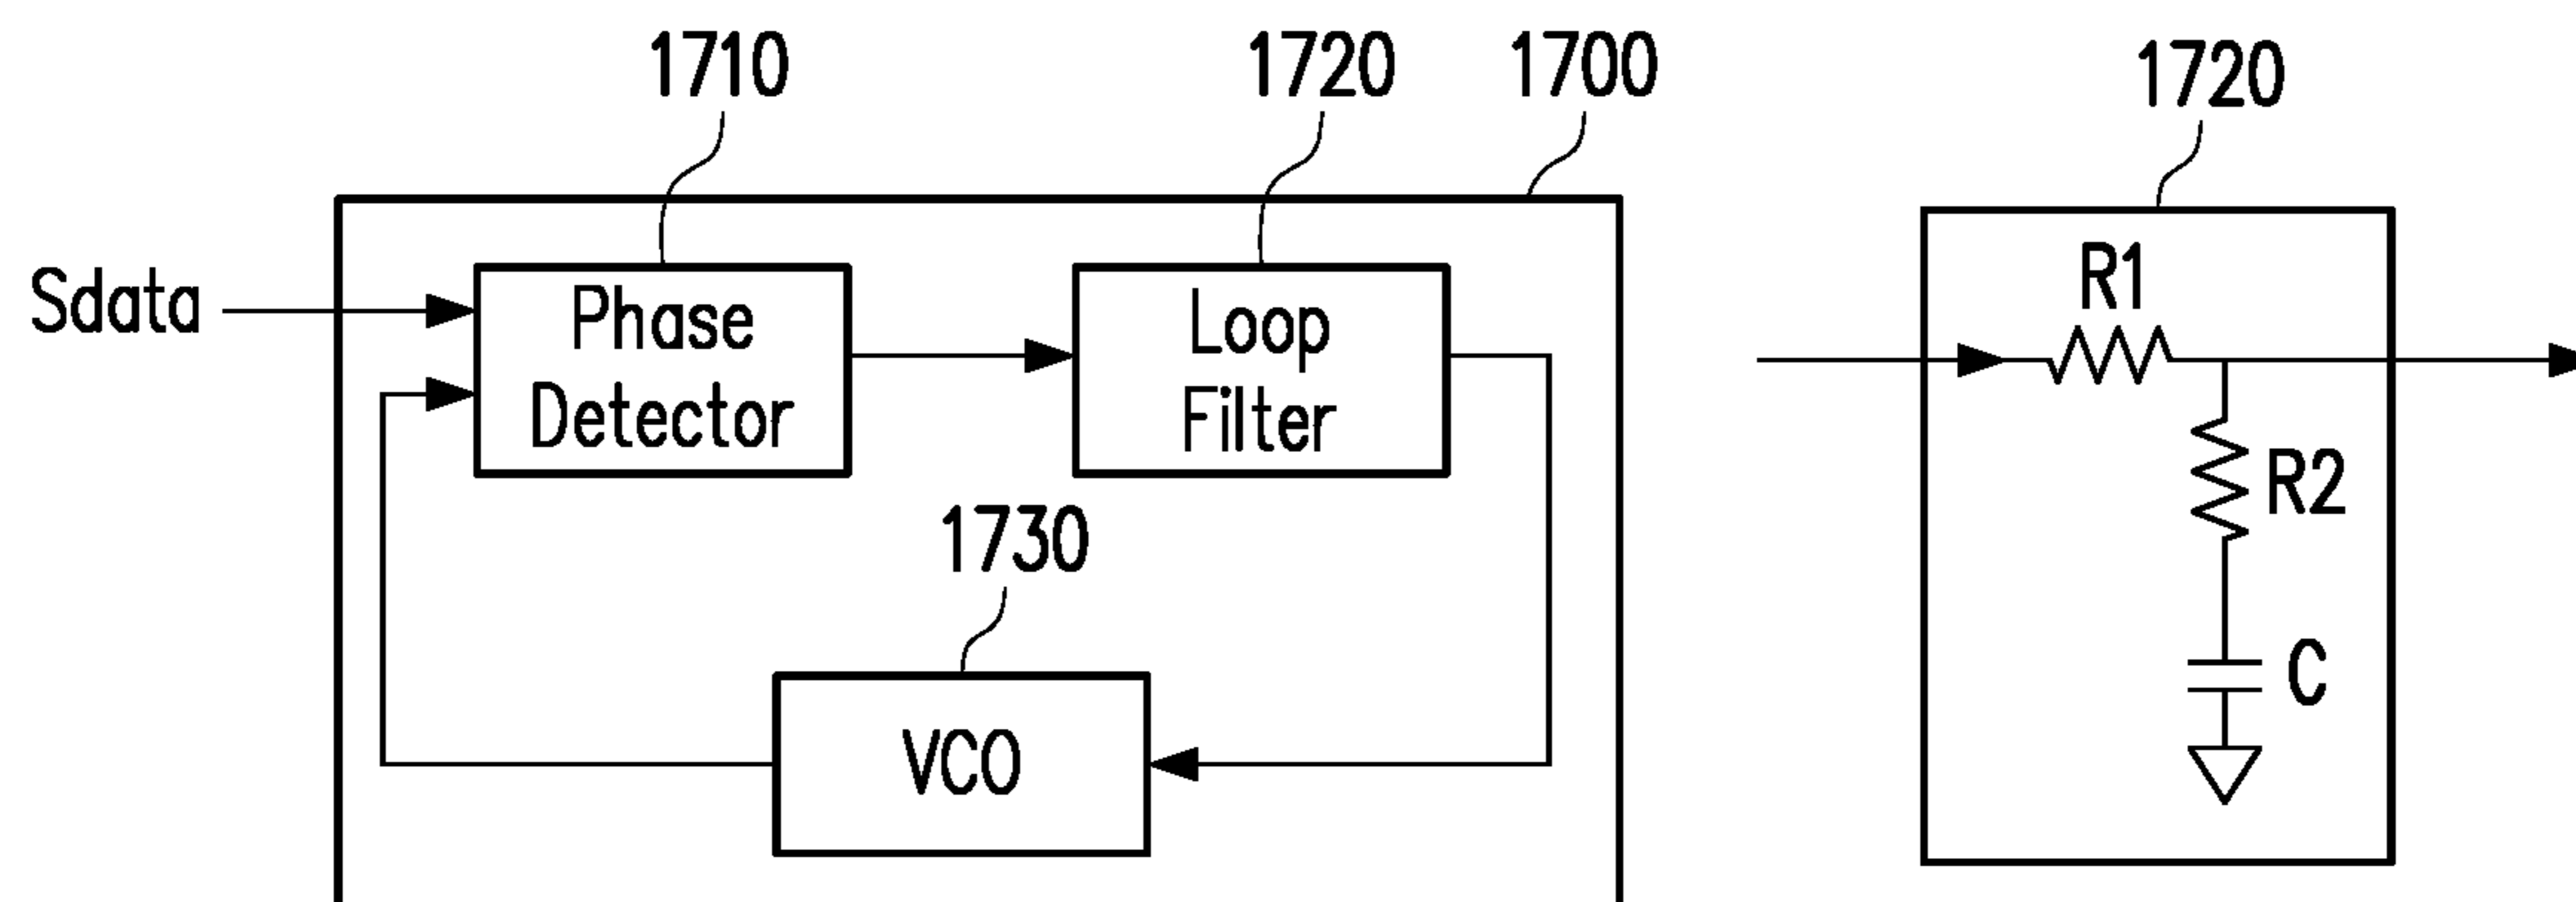 1710
1720
1700
1720
Sdata
Phase
Detector
Loop
Filter
R1
R2
1730
VCO
C